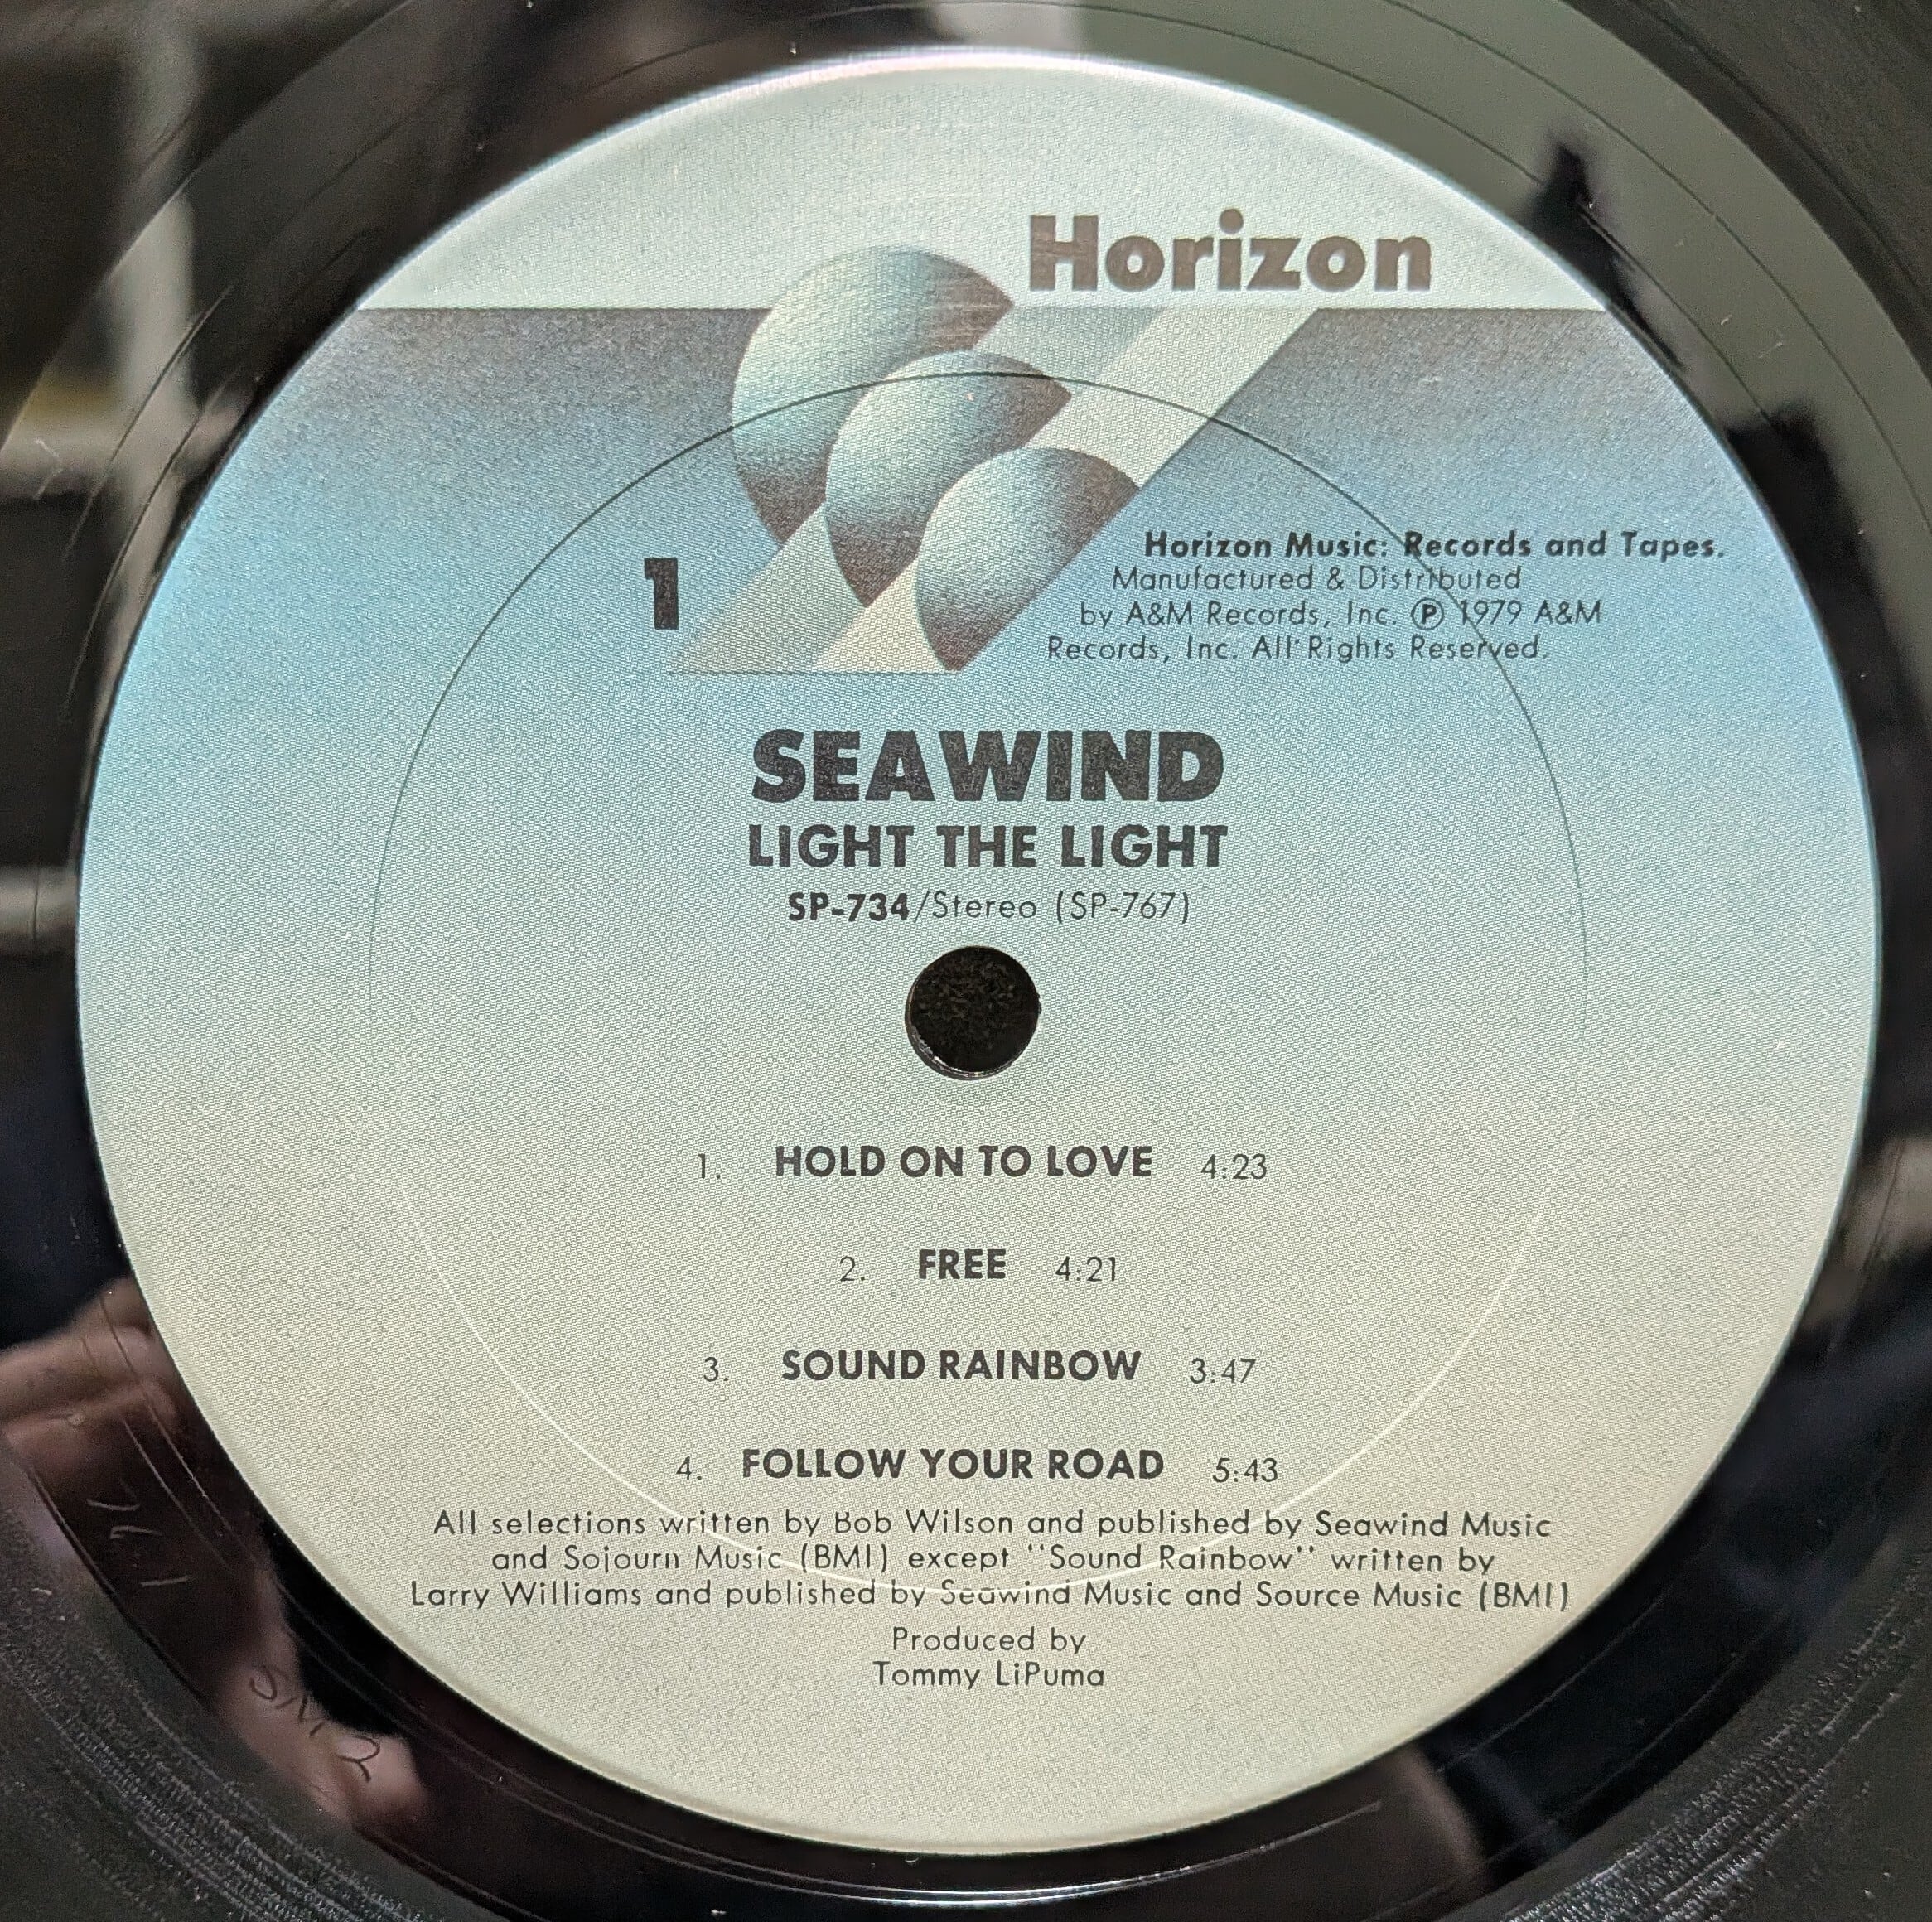 Horizon
1
Horizon Music: Records and Tapes.
Manufactured & Distributed
by A&M Records, Inc. Ⓟ 1979 A&M
Records, Inc. All Rights Reserved.
SEAWIND
LIGHT THE LIGHT
SP-734/Stereo (SP-767)
1. HOLD ON TO LOVE 4:23
2. FREE 4:21
3. SOUND RAINBOW 3:47
4. FOLLOW YOUR ROAD 5:43
All selections written by Bob Wilson and published by Seawind Music
and Sojourn Music (BMI) except "Sound Rainbow" written by
Larry Williams and published by Seawind Music and Source Music (BMI)
Produced by
Tommy LiPuma